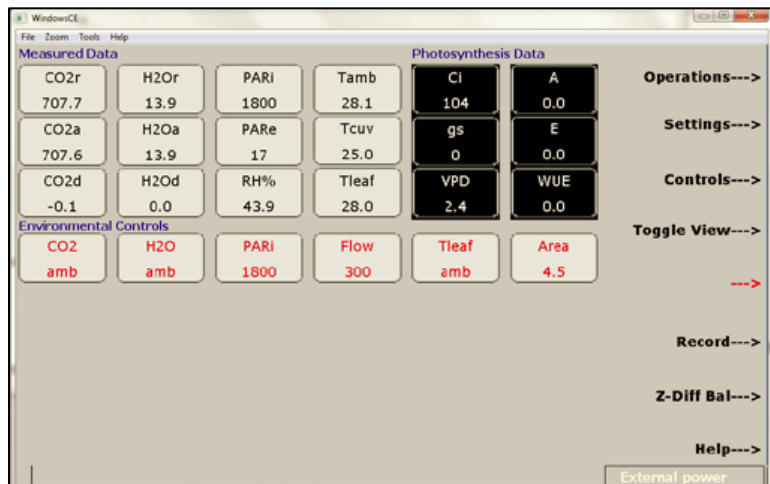 WindowsCE
File Zoom Tools Help
Measured Data Photosynthesis Data
CO2r H2Or PARi Tamb Ci A Operations--->
707.7 13.9 1800 28.1 104 0.0
CO2a H2Oa PARe Tcuv gs E Settings--->
707.6 13.9 17 25.0 0 0.0
CO2d H2Od RH% Tleaf VPD WUE Controls--->
-0.1 0.0 43.9 28.0 2.4 0.0
Environmental Controls Toggle View--->
CO2 H2O PARi Flow Tleaf Area
amb amb 1800 300 amb 4.5 --->
Record--->
Z-Diff Bal--->
Help--->
External power